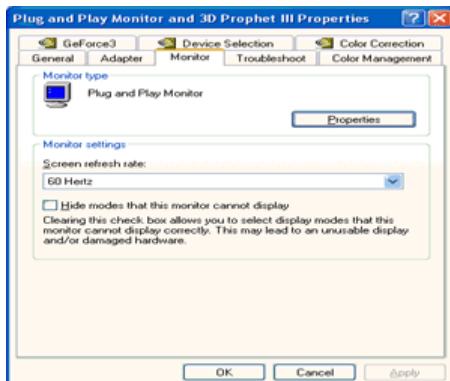 Plug and Play Monitor and 3D Prophet III Properties
GeForce3 Device Selection Color Correction
General Adapter Monitor Troubleshoot Color Management
Monitor type
Plug and Play Monitor
Properties
Monitor settings
Screen refresh rate:
60 Hertz
Hide modes that this monitor cannot display
Clearing this check box allows you to select display modes that this
monitor cannot display correctly. This may lead to an unusable display
and/or damaged hardware.
OK Cancel Apply